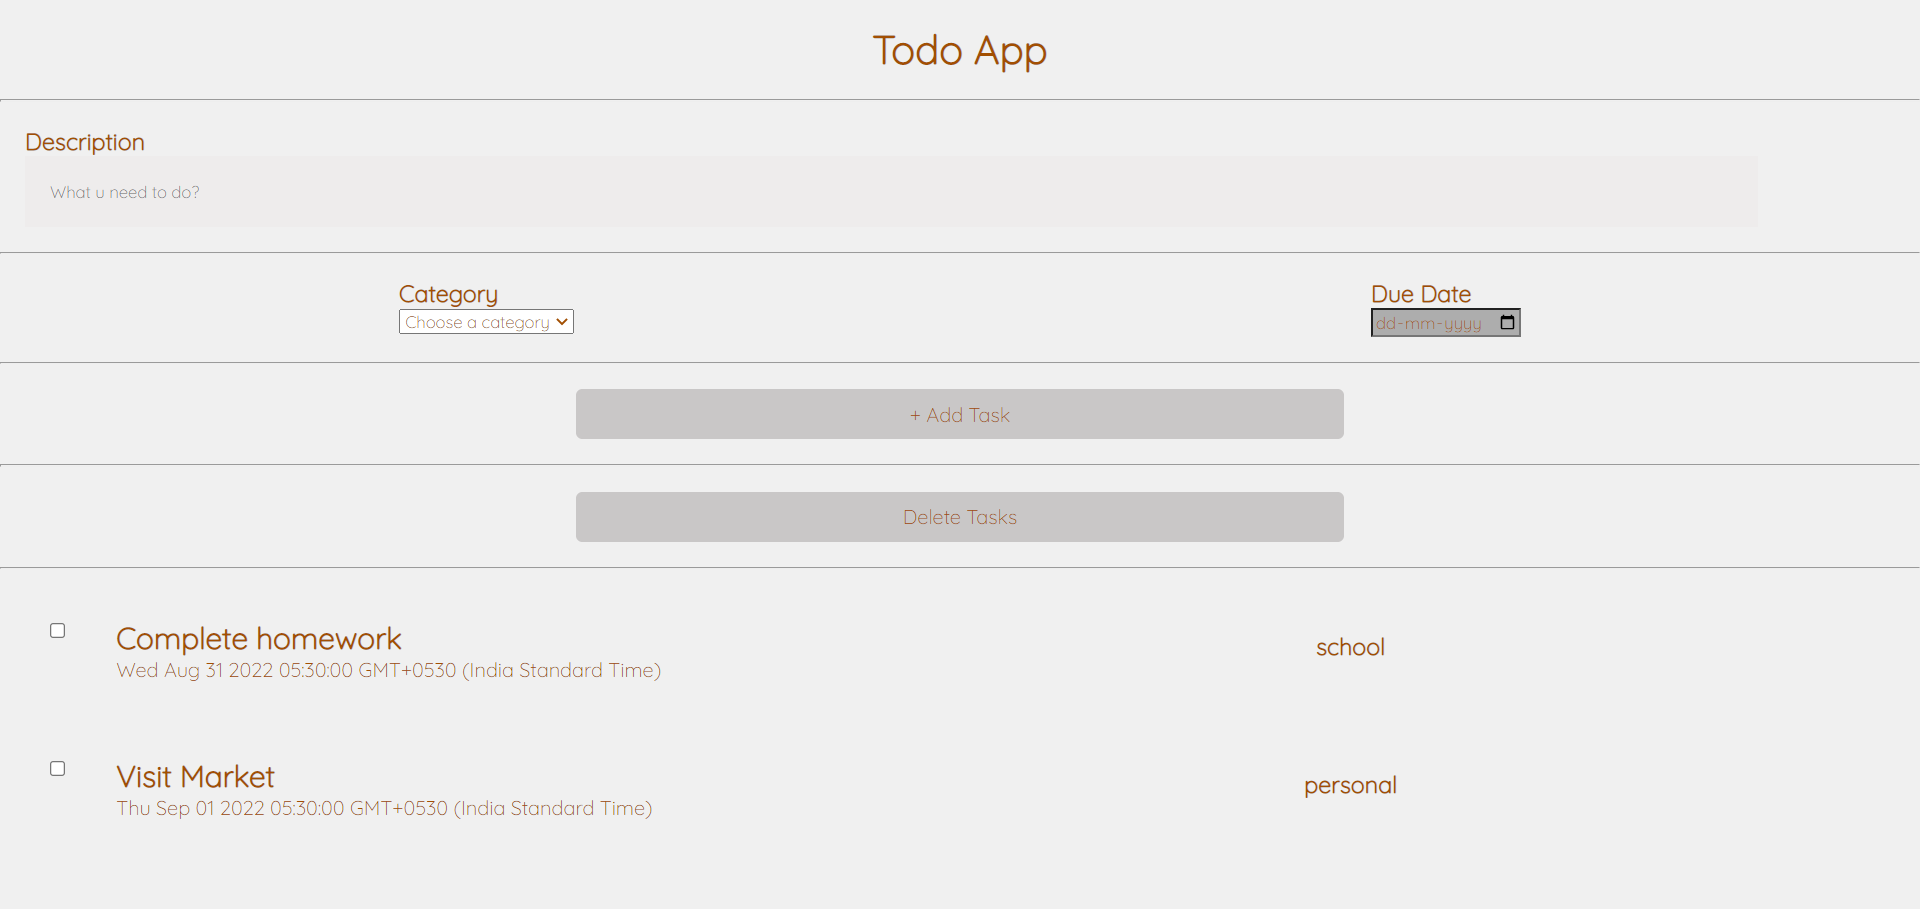 Todo App
Description
What u need to do?
Category
Due Date
Choose a category
dd-mm-yyyy
+ Add Task
Delete Tasks
Complete homework
school
Wed Aug 31 2022 05:30:00 GMT+0530 (India Standard Time)
Visit Market
personal
Thu Sep 01 2022 05:30:00 GMT+0530 (India Standard Time)